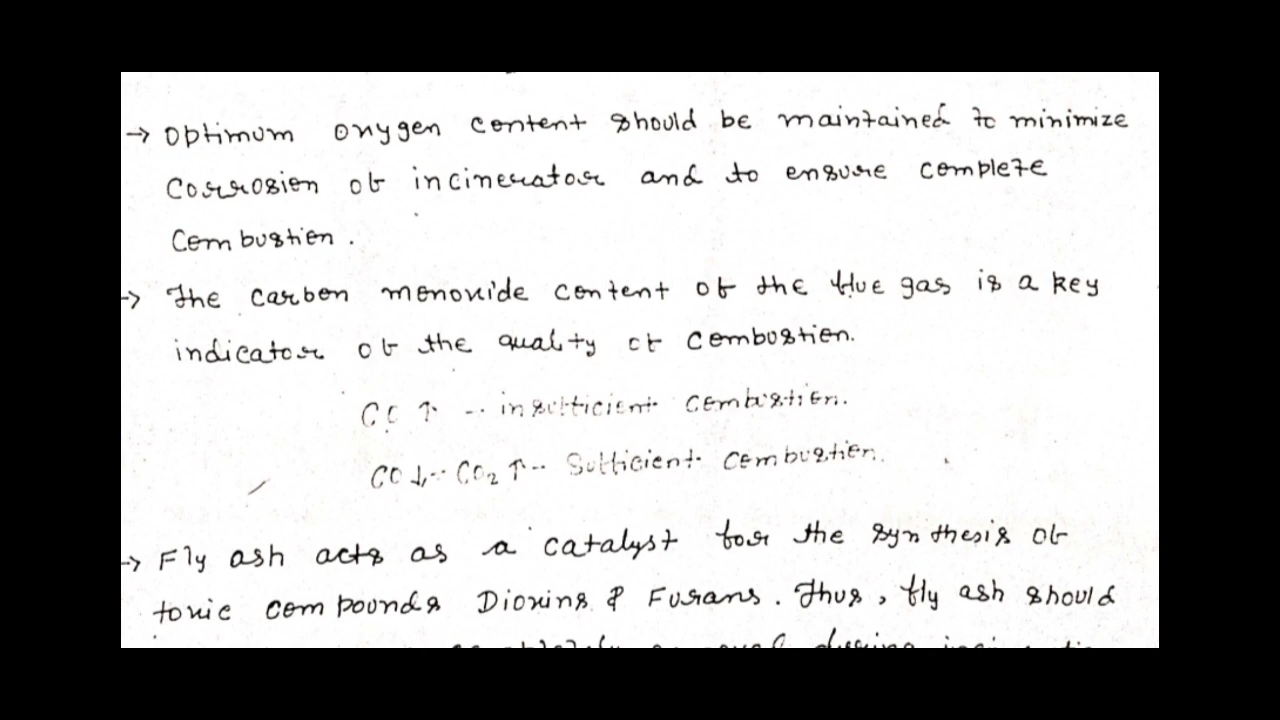 → Optimum oxygen content should be maintained to minimize
corrosion of incinerator and to ensure complete
combustion.
→ The carbon monoxide content of the flue gas is a key
indicator of the quality of combustion.
CO ↑ -- insufficient combustion.
CO ↓-- CO₂ ↑-- Sufficient combustion.
→ Fly ash acts as a catalyst for the synthesis of
toxic compounds Dioxins & Furans. Thus, fly ash should
during